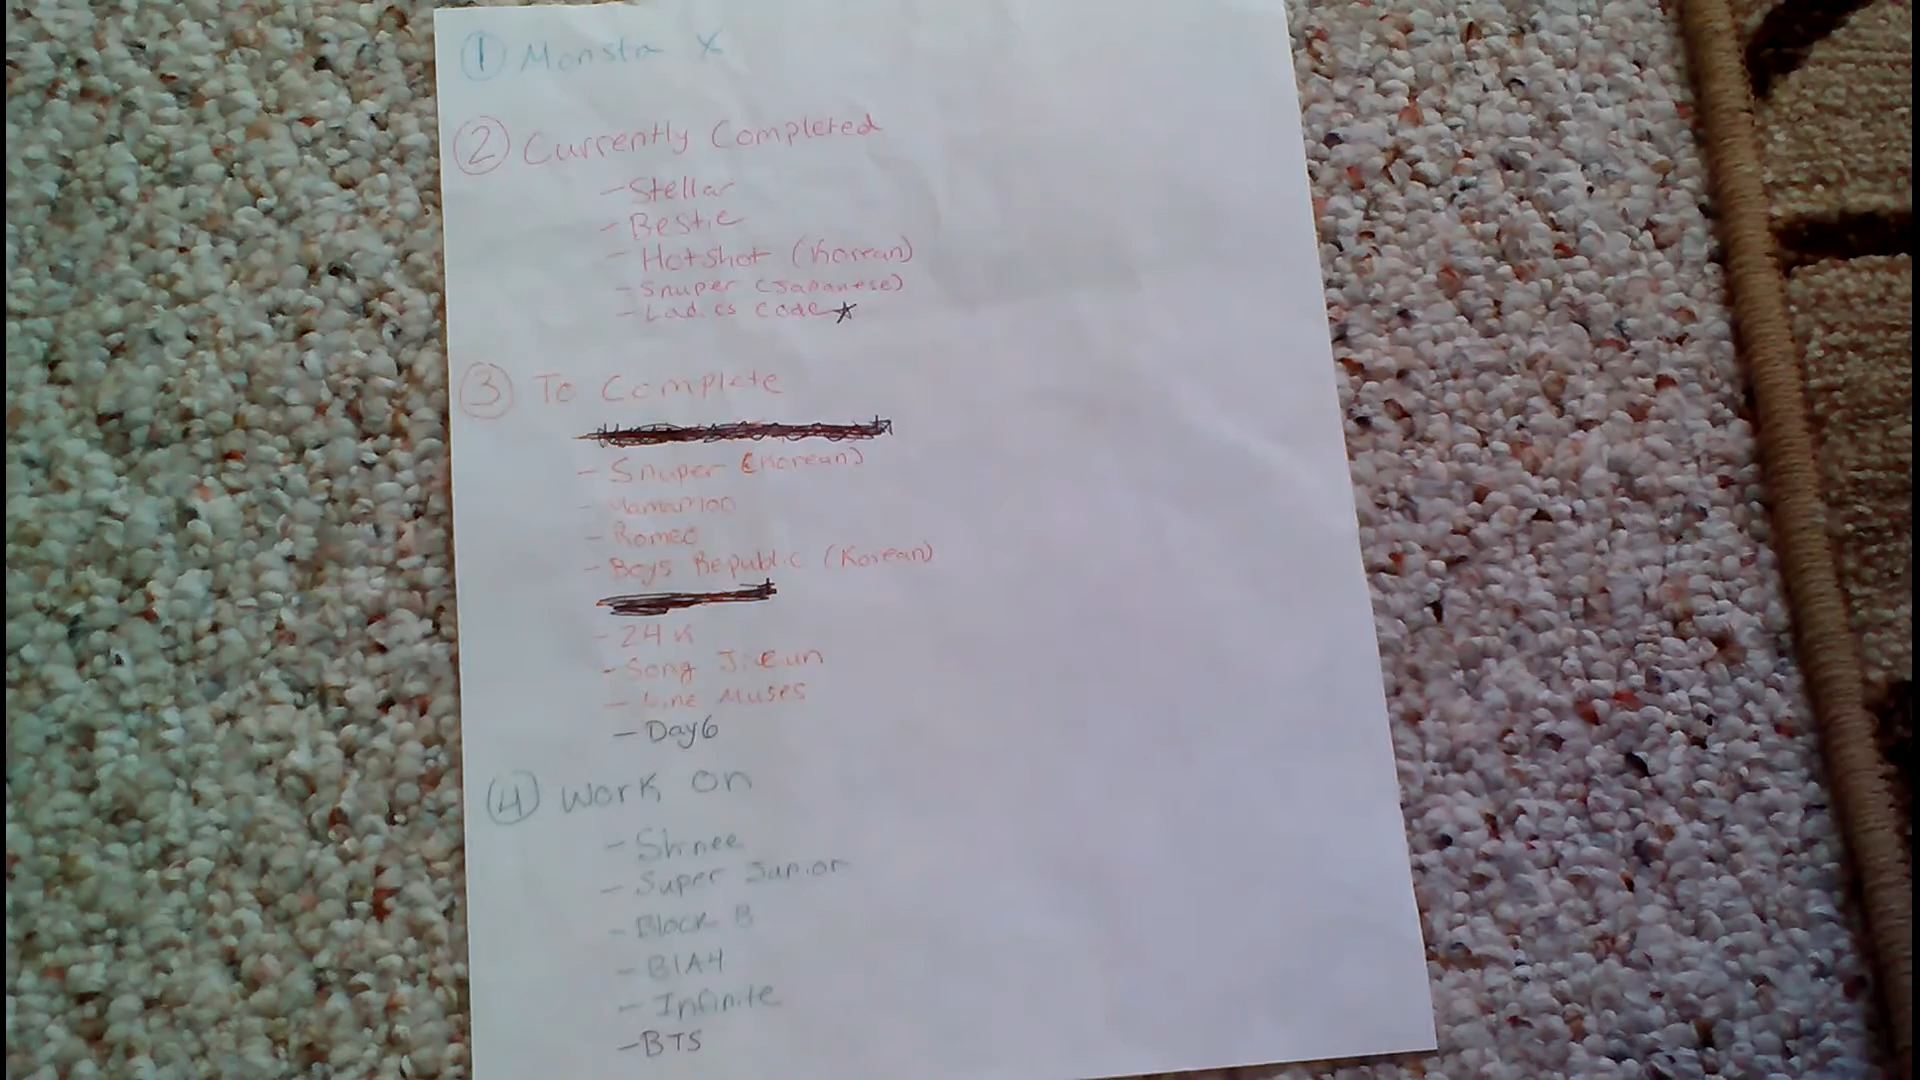 ① Monsta X
② Currently Completed
- Stellar
- Bestie
- Hotshot (Korean)
- Snuper (Japanese)
- Ladies Code ★
③ To Complete
- Snuper (Korean)
- Mamamoo
- Romeo
- Boys Republic (Korean)
- 24K
- Song JiEun
- Nine Muses
- Day6
④ Work on
- Shinee
- Super Junior
- Block B
- B1A4
- Infinite
- BTS